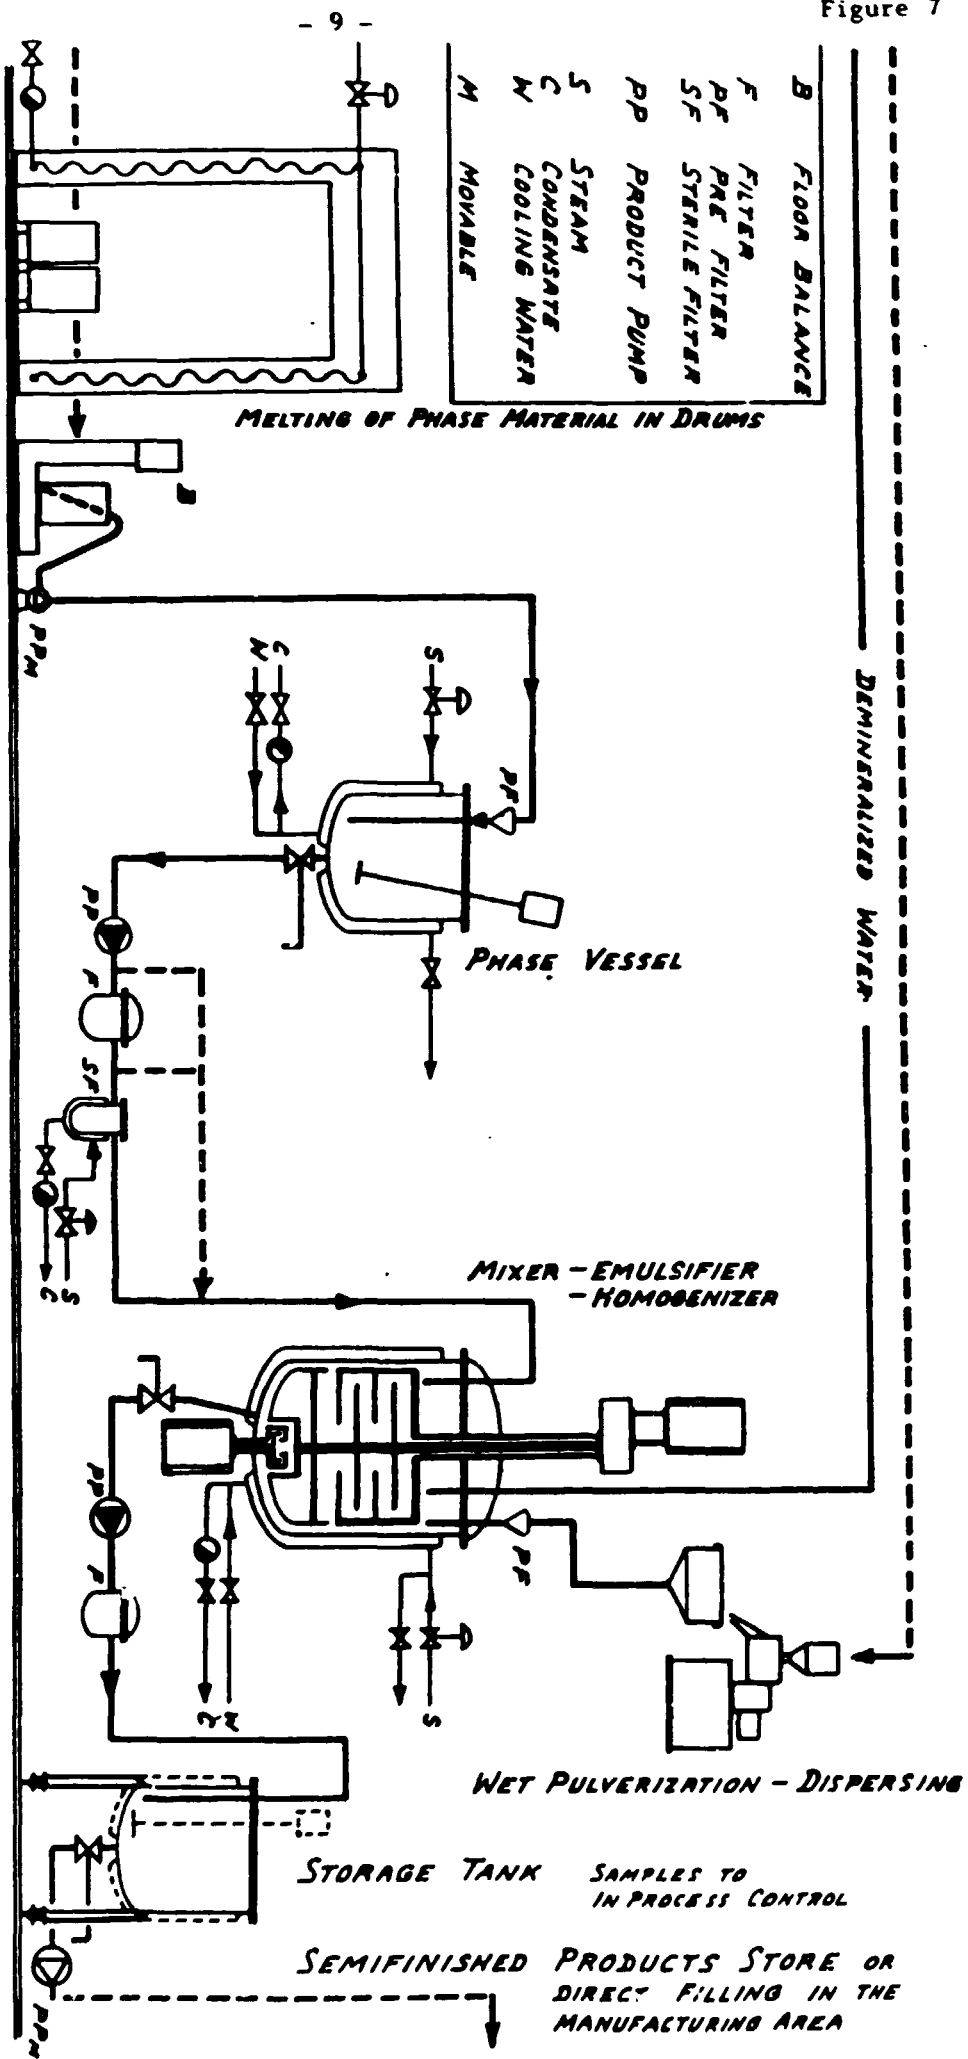 - 9 -
Figure 7
B FLOOR BALANCE
F FILTER
PF PRE FILTER
SF STERILE FILTER
PP PRODUCT PUMP
S STEAM
C CONDENSATE
W COOLING WATER
M MOVABLE
MELTING OF PHASE MATERIAL IN DRUMS
B
PPM
W
C
S
PF
DEMINERALIZED WATER
PHASE VESSEL
PP
F
SF
C
S
MIXER - EMULSIFIER
- HOMOGENIZER
PP
F
C
W
S
PF
WET PULVERIZATION - DISPERSING
STORAGE TANK
SAMPLES TO
IN PROCESS CONTROL
SEMIFINISHED PRODUCTS STORE OR
DIRECT FILLING IN THE
MANUFACTURING AREA
PPM